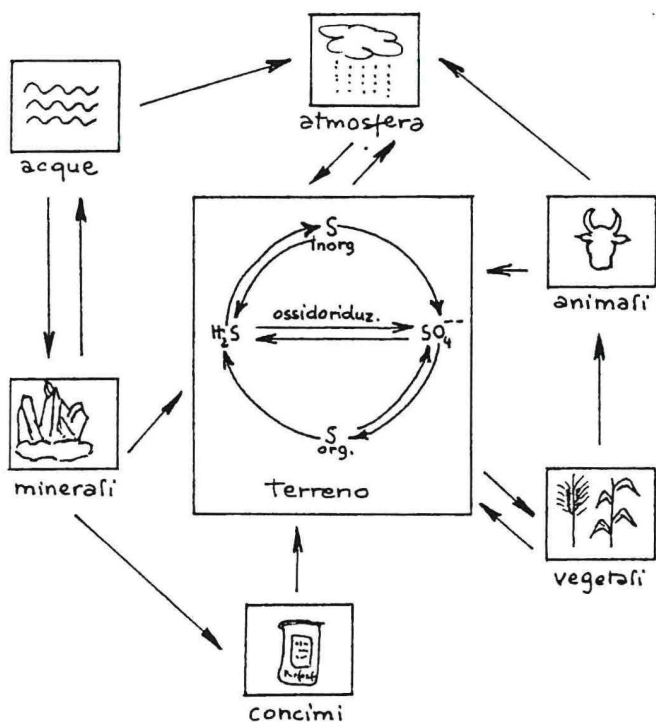 atmosfera
acque
S
inorg
animali
ossidoriduz.
H₂S
SO₄⁻⁻
S
org.
minerali
Terreno
vegetali
concimi